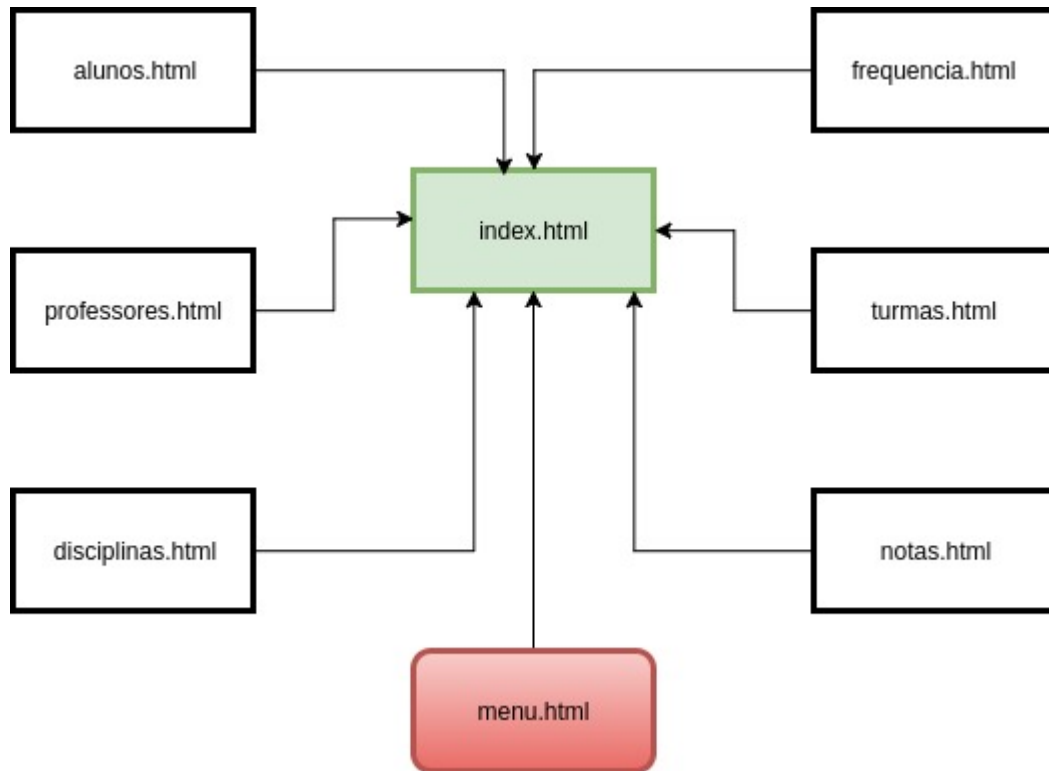 alunos.html
frequencia.html
index.html
professores.html
turmas.html
disciplinas.html
notas.html
menu.html